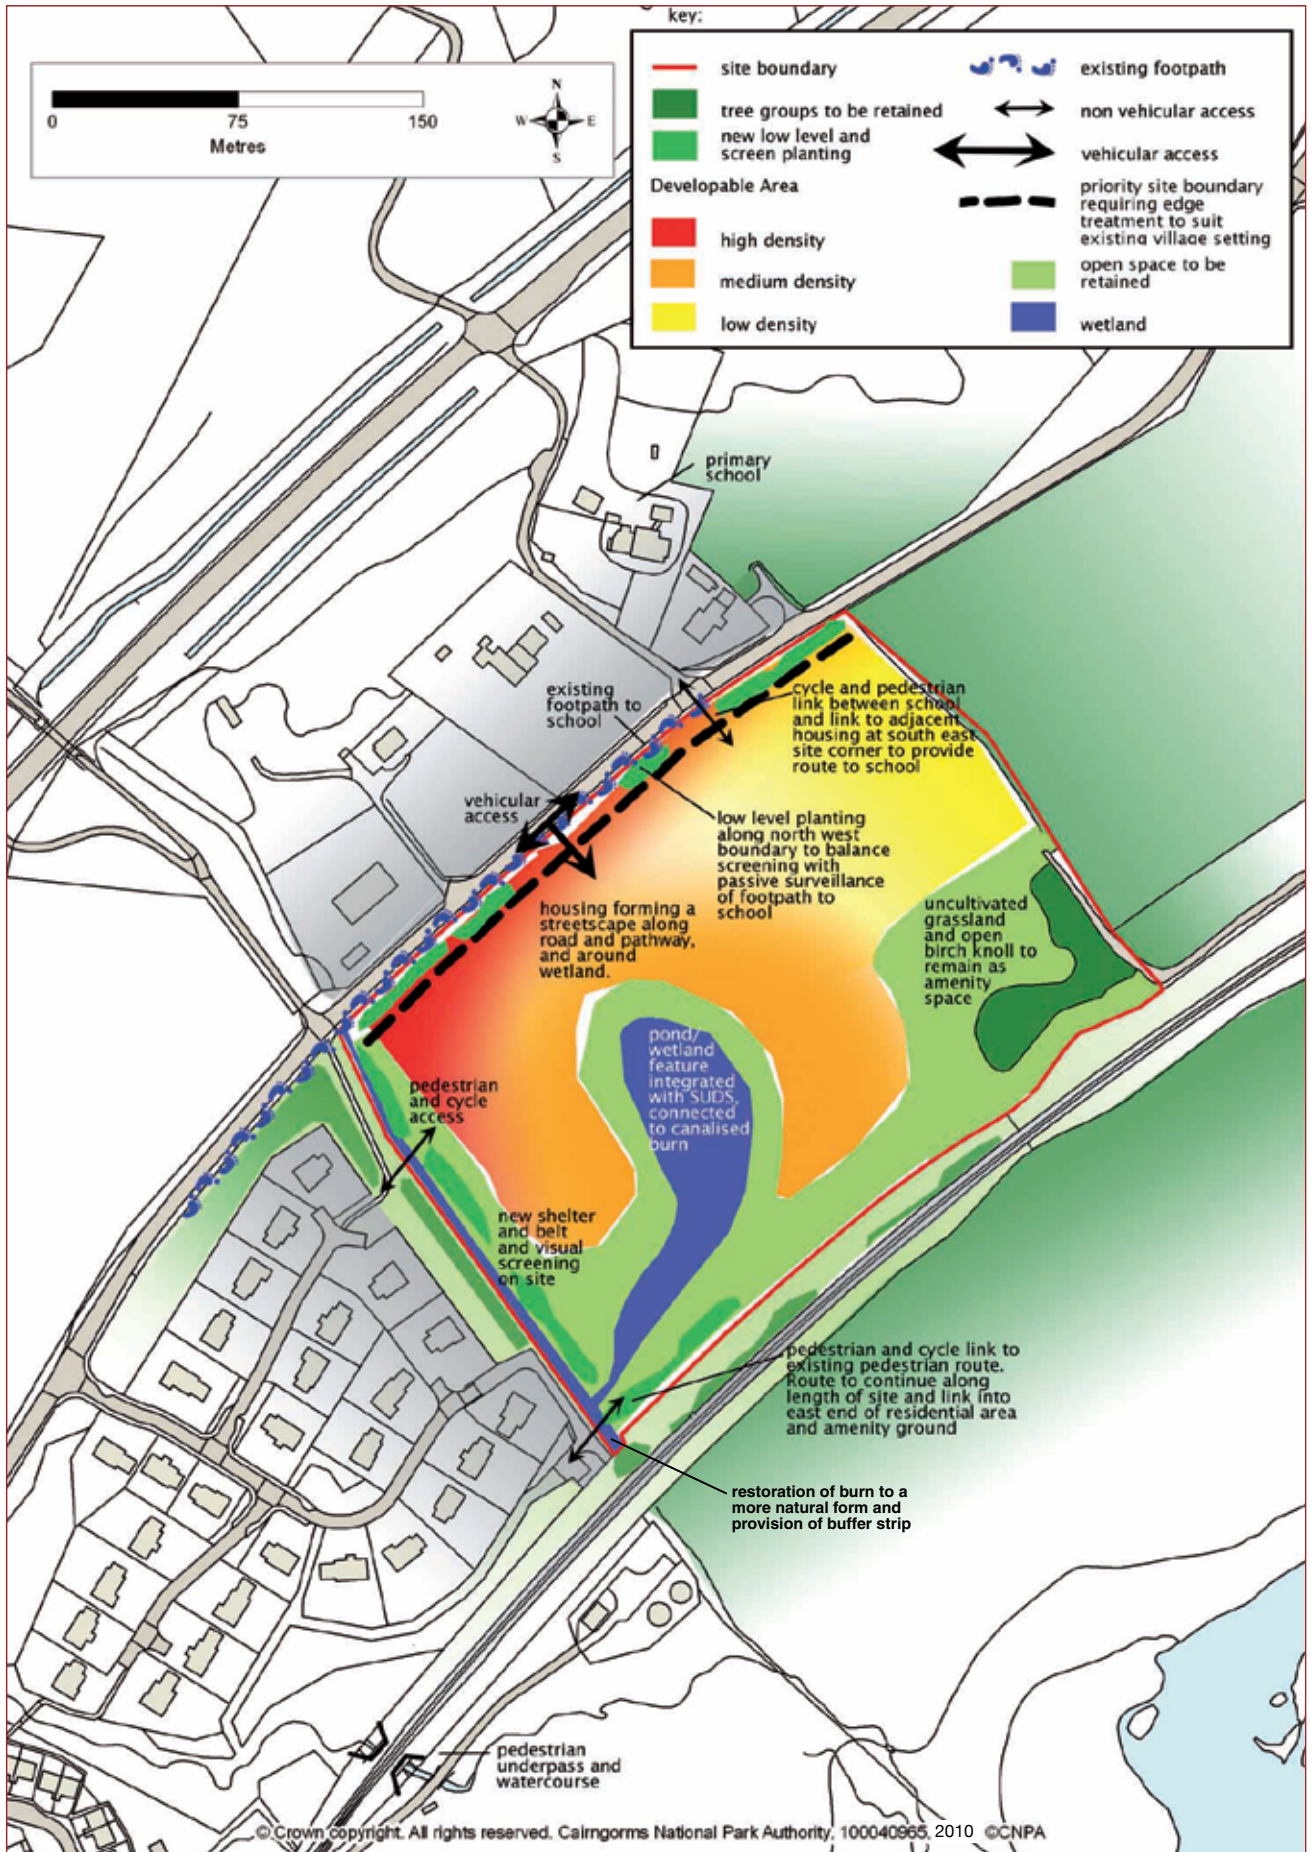 key:
site boundary
tree groups to be retained
new low level and
screen planting
Developable Area
high density
medium density
low density
existing footpath
non vehicular access
vehicular access
priority site boundary
requiring edge
treatment to suit
existing village setting
open space to be
retained
wetland
N
W E
S
0 75 150
Metres
primary
school
existing
footpath to
school
cycle and pedestrian
link between school
and link to adjacent
housing at south east
site corner to provide
route to school
vehicular
access
low level planting
along north west
boundary to balance
screening with
passive surveillance
of footpath to
school
housing forming a
streetscape along
road and pathway,
and around
wetland.
uncultivated
grassland
and open
birch knoll to
remain as
amenity
space
pond/
wetland
feature
integrated
with SUDS,
connected
to canalised
burn
pedestrian
and cycle
access
new shelter
and belt
and visual
screening
on site
pedestrian and cycle link to
existing pedestrian route.
Route to continue along
length of site and link into
east end of residential area
and amenity ground
restoration of burn to a
more natural form and
provision of buffer strip
pedestrian
underpass and
watercourse
© Crown copyright. All rights reserved. Cairngorms National Park Authority, 100040965, 2010 ©CNPA